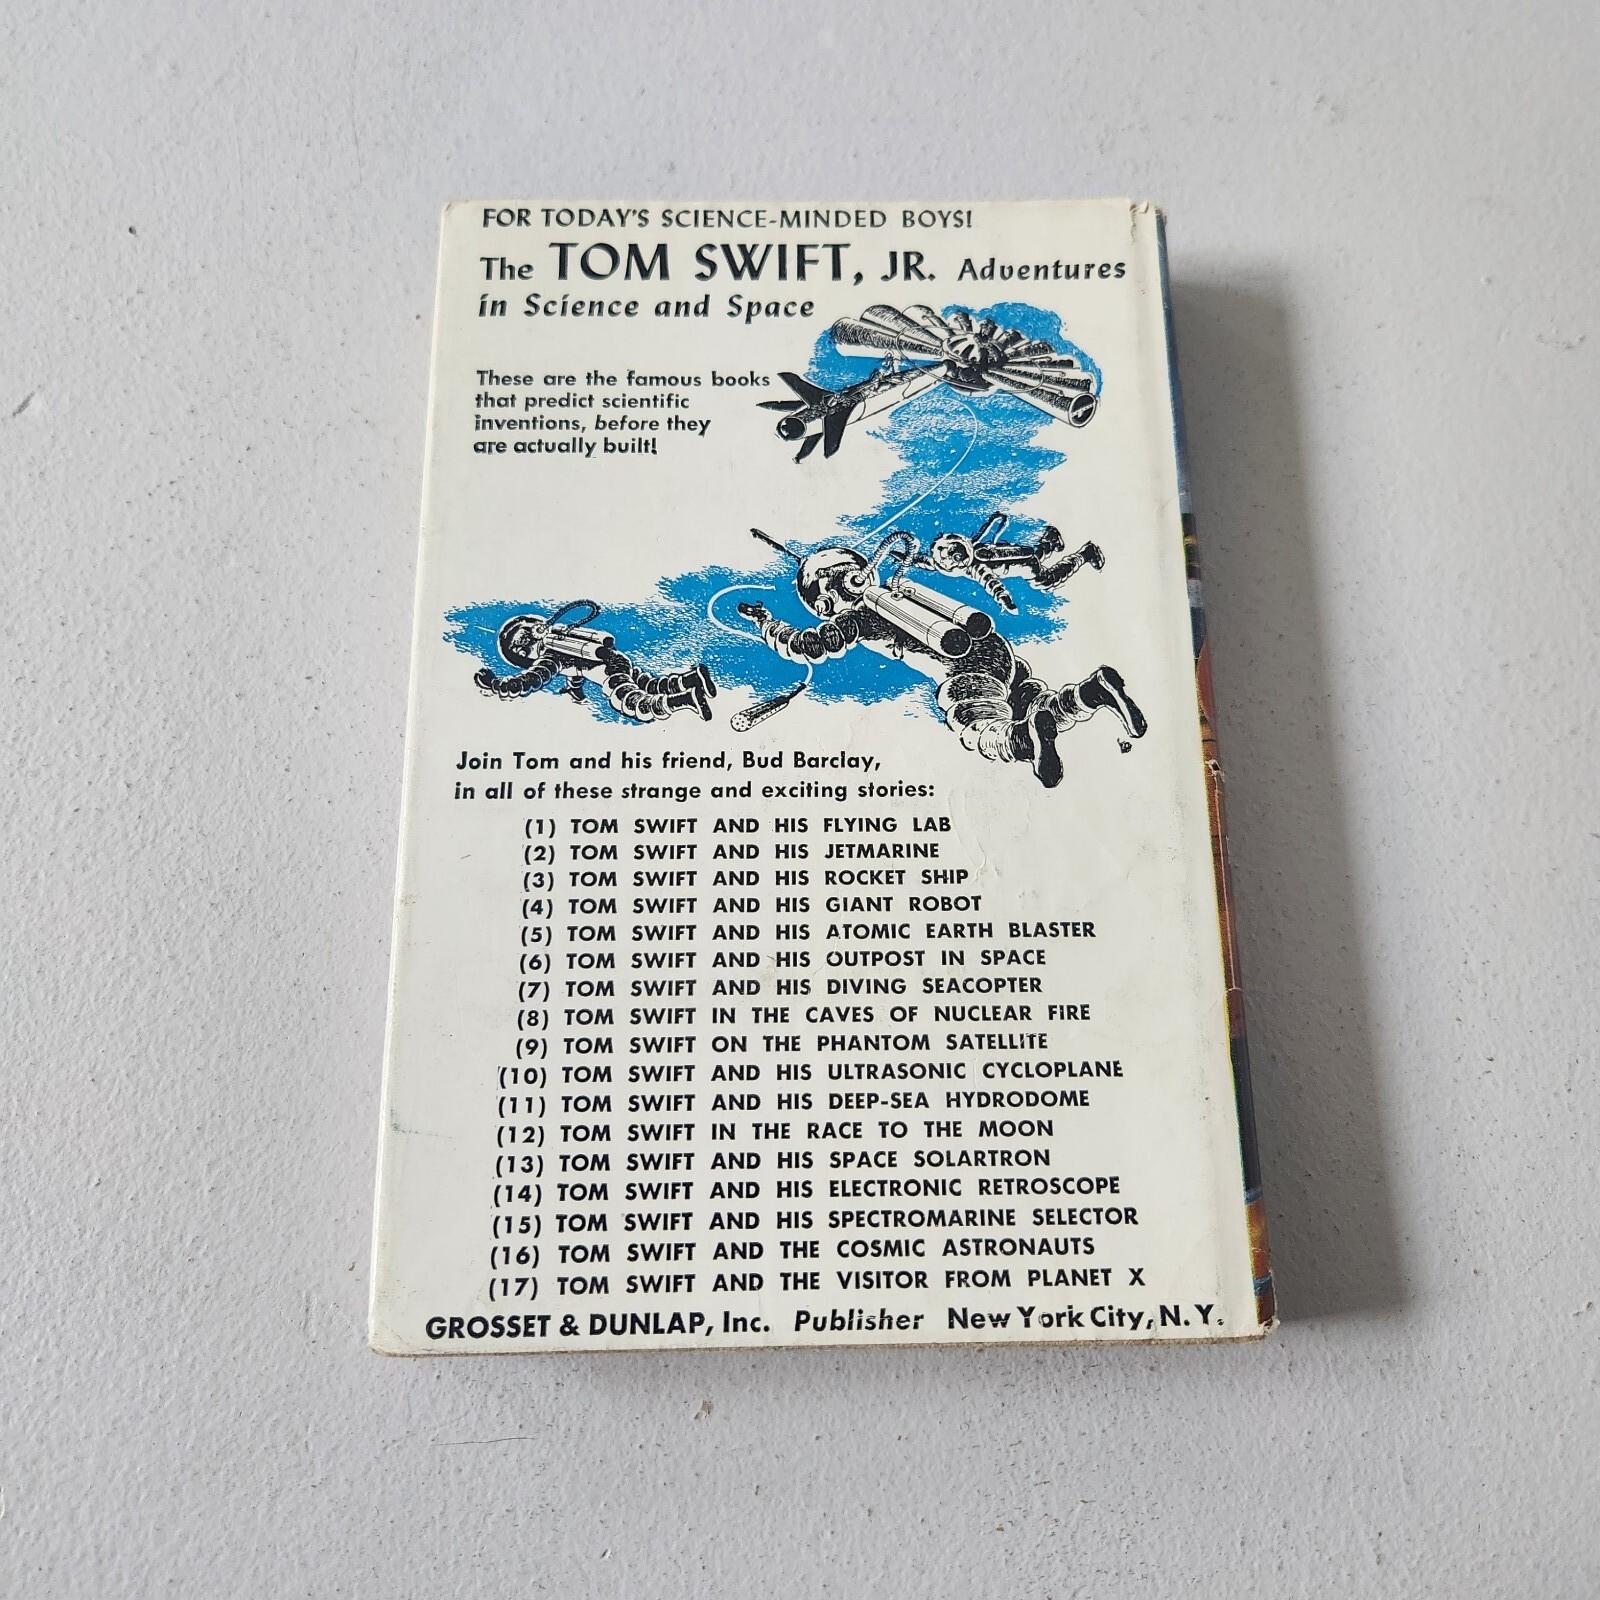 FOR TODAY'S SCIENCE-MINDED BOYS!
The TOM SWIFT, JR. Adventures
in Science and Space
These are the famous books
that predict scientific
inventions, before they
are actually built!
Join Tom and his friend, Bud Barclay,
in all of these strange and exciting stories:
(1) TOM SWIFT AND HIS FLYING LAB
(2) TOM SWIFT AND HIS JETMARINE
(3) TOM SWIFT AND HIS ROCKET SHIP
(4) TOM SWIFT AND HIS GIANT ROBOT
(5) TOM SWIFT AND HIS ATOMIC EARTH BLASTER
(6) TOM SWIFT AND HIS OUTPOST IN SPACE
(7) TOM SWIFT AND HIS DIVING SEACOPTER
(8) TOM SWIFT IN THE CAVES OF NUCLEAR FIRE
(9) TOM SWIFT ON THE PHANTOM SATELLITE
(10) TOM SWIFT AND HIS ULTRASONIC CYCLOPLANE
(11) TOM SWIFT AND HIS DEEP-SEA HYDRODOME
(12) TOM SWIFT IN THE RACE TO THE MOON
(13) TOM SWIFT AND HIS SPACE SOLARTRON
(14) TOM SWIFT AND HIS ELECTRONIC RETROSCOPE
(15) TOM SWIFT AND HIS SPECTROMARINE SELECTOR
(16) TOM SWIFT AND THE COSMIC ASTRONAUTS
(17) TOM SWIFT AND THE VISITOR FROM PLANET X
GROSSET & DUNLAP, Inc. Publisher New York City, N. Y.